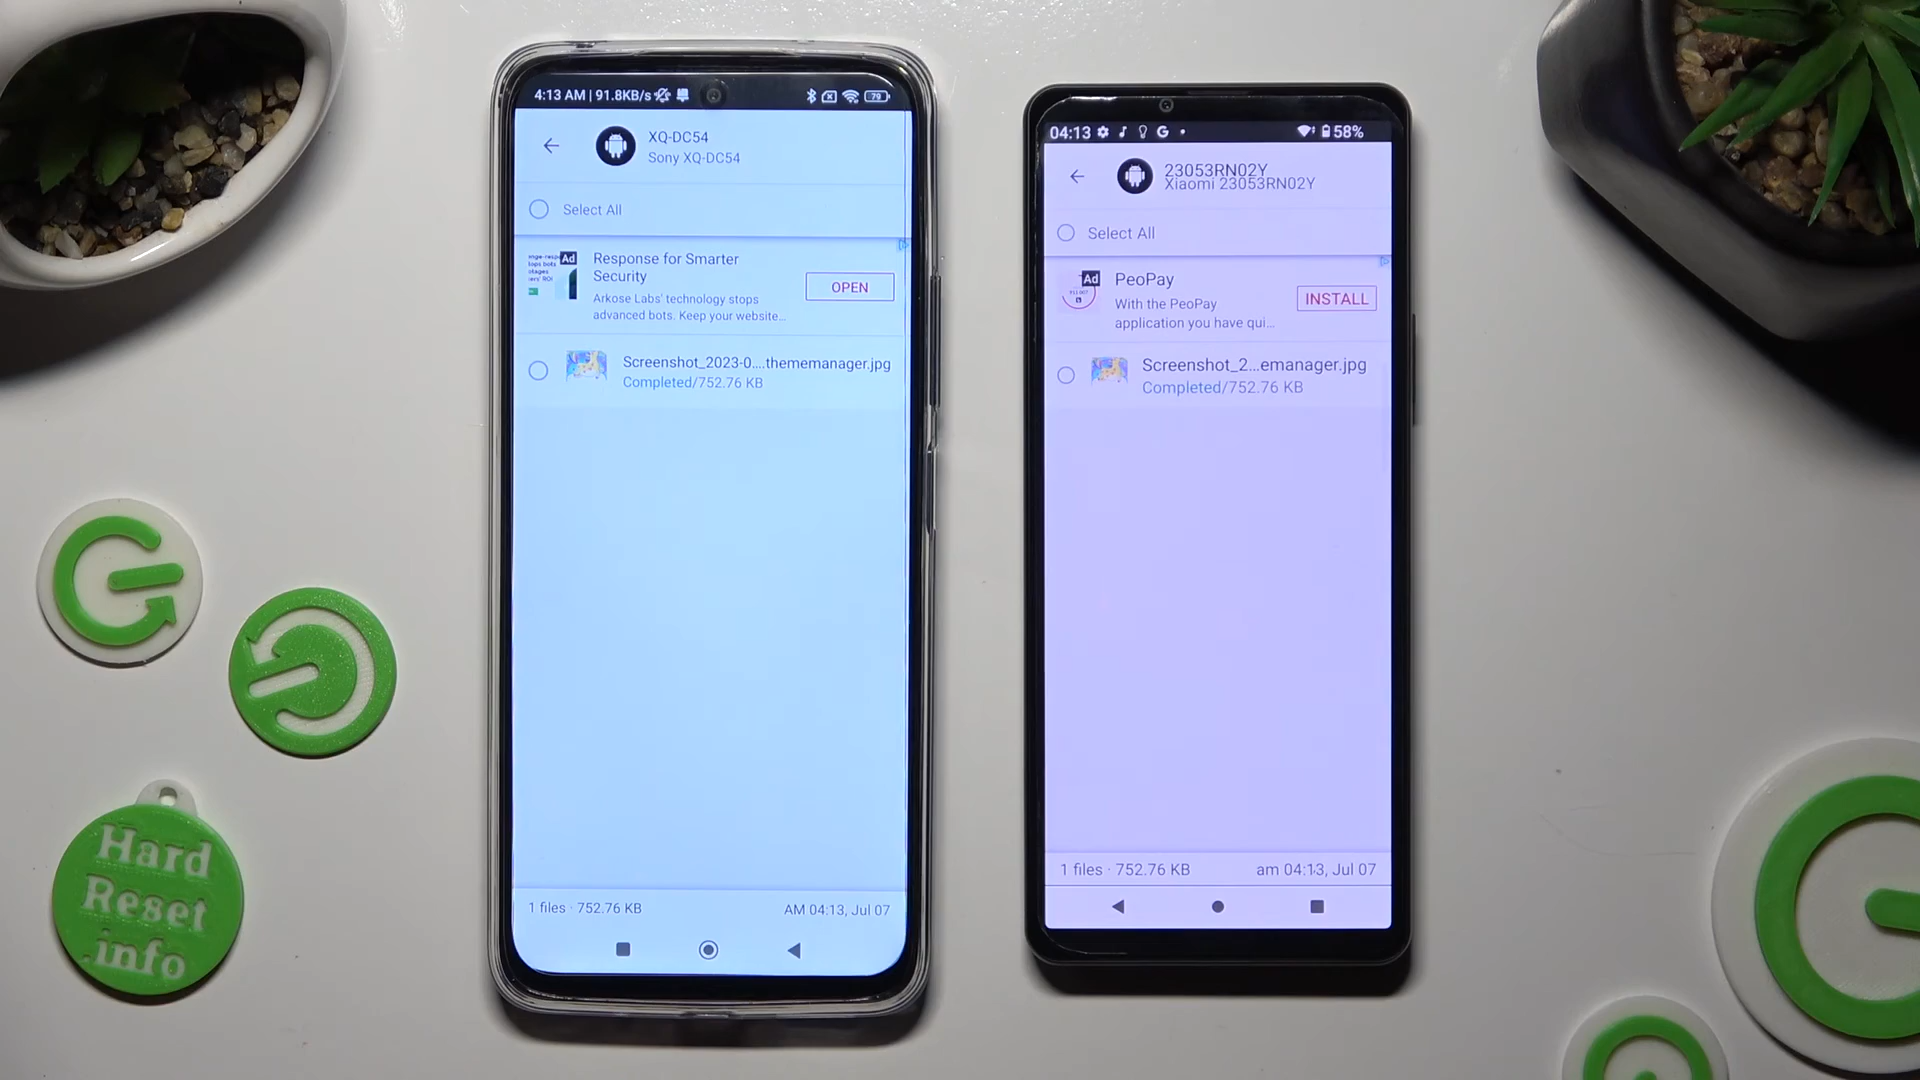 4:13 AM | 91.8KB/s
79
XQ-DC54
Sony XQ-DC54
Select All
Ad
Response for Smarter
Security
Arkose Labs' technology stops
advanced bots. Keep your website...
OPEN
Screenshot_2023-0....thememanager.jpg
Completed/752.76 KB
1 files · 752.76 KB
AM 04:13, Jul 07
04:13
58%
23053RN02Y
Xiaomi 23053RN02Y
Select All
Ad
PeoPay
With the PeoPay
application you have qui...
INSTALL
Screenshot_2...emanager.jpg
Completed/752.76 KB
1 files · 752.76 KB
am 04:13, Jul 07
Hard
Reset
.info